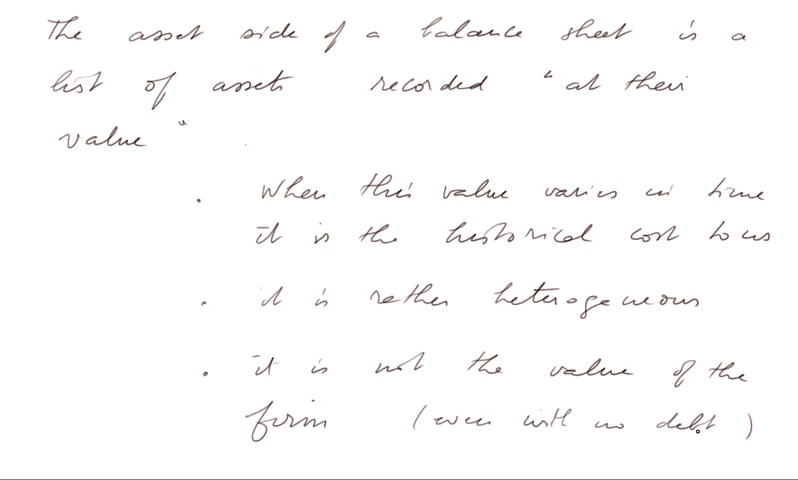 The asset side of a balance sheet is a
list of assets recorded "at their
value"
. When this value varies in time
it is the historical cost to us
. it is rather heterogeneous
. it is not the value of the
firm (even with no debt)